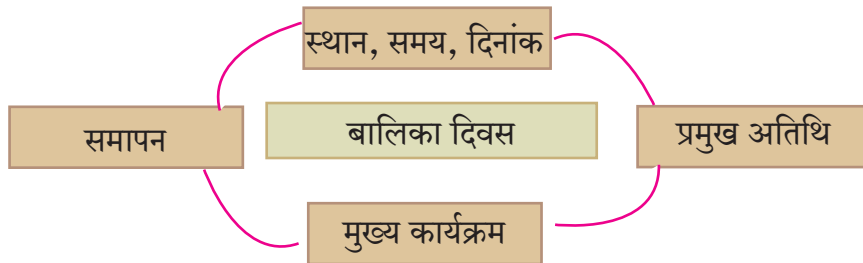 स्थान, समय, दिनांक
समापन
बालिका दिवस
प्रमुख अतिथि
मुख्य कार्यक्रम